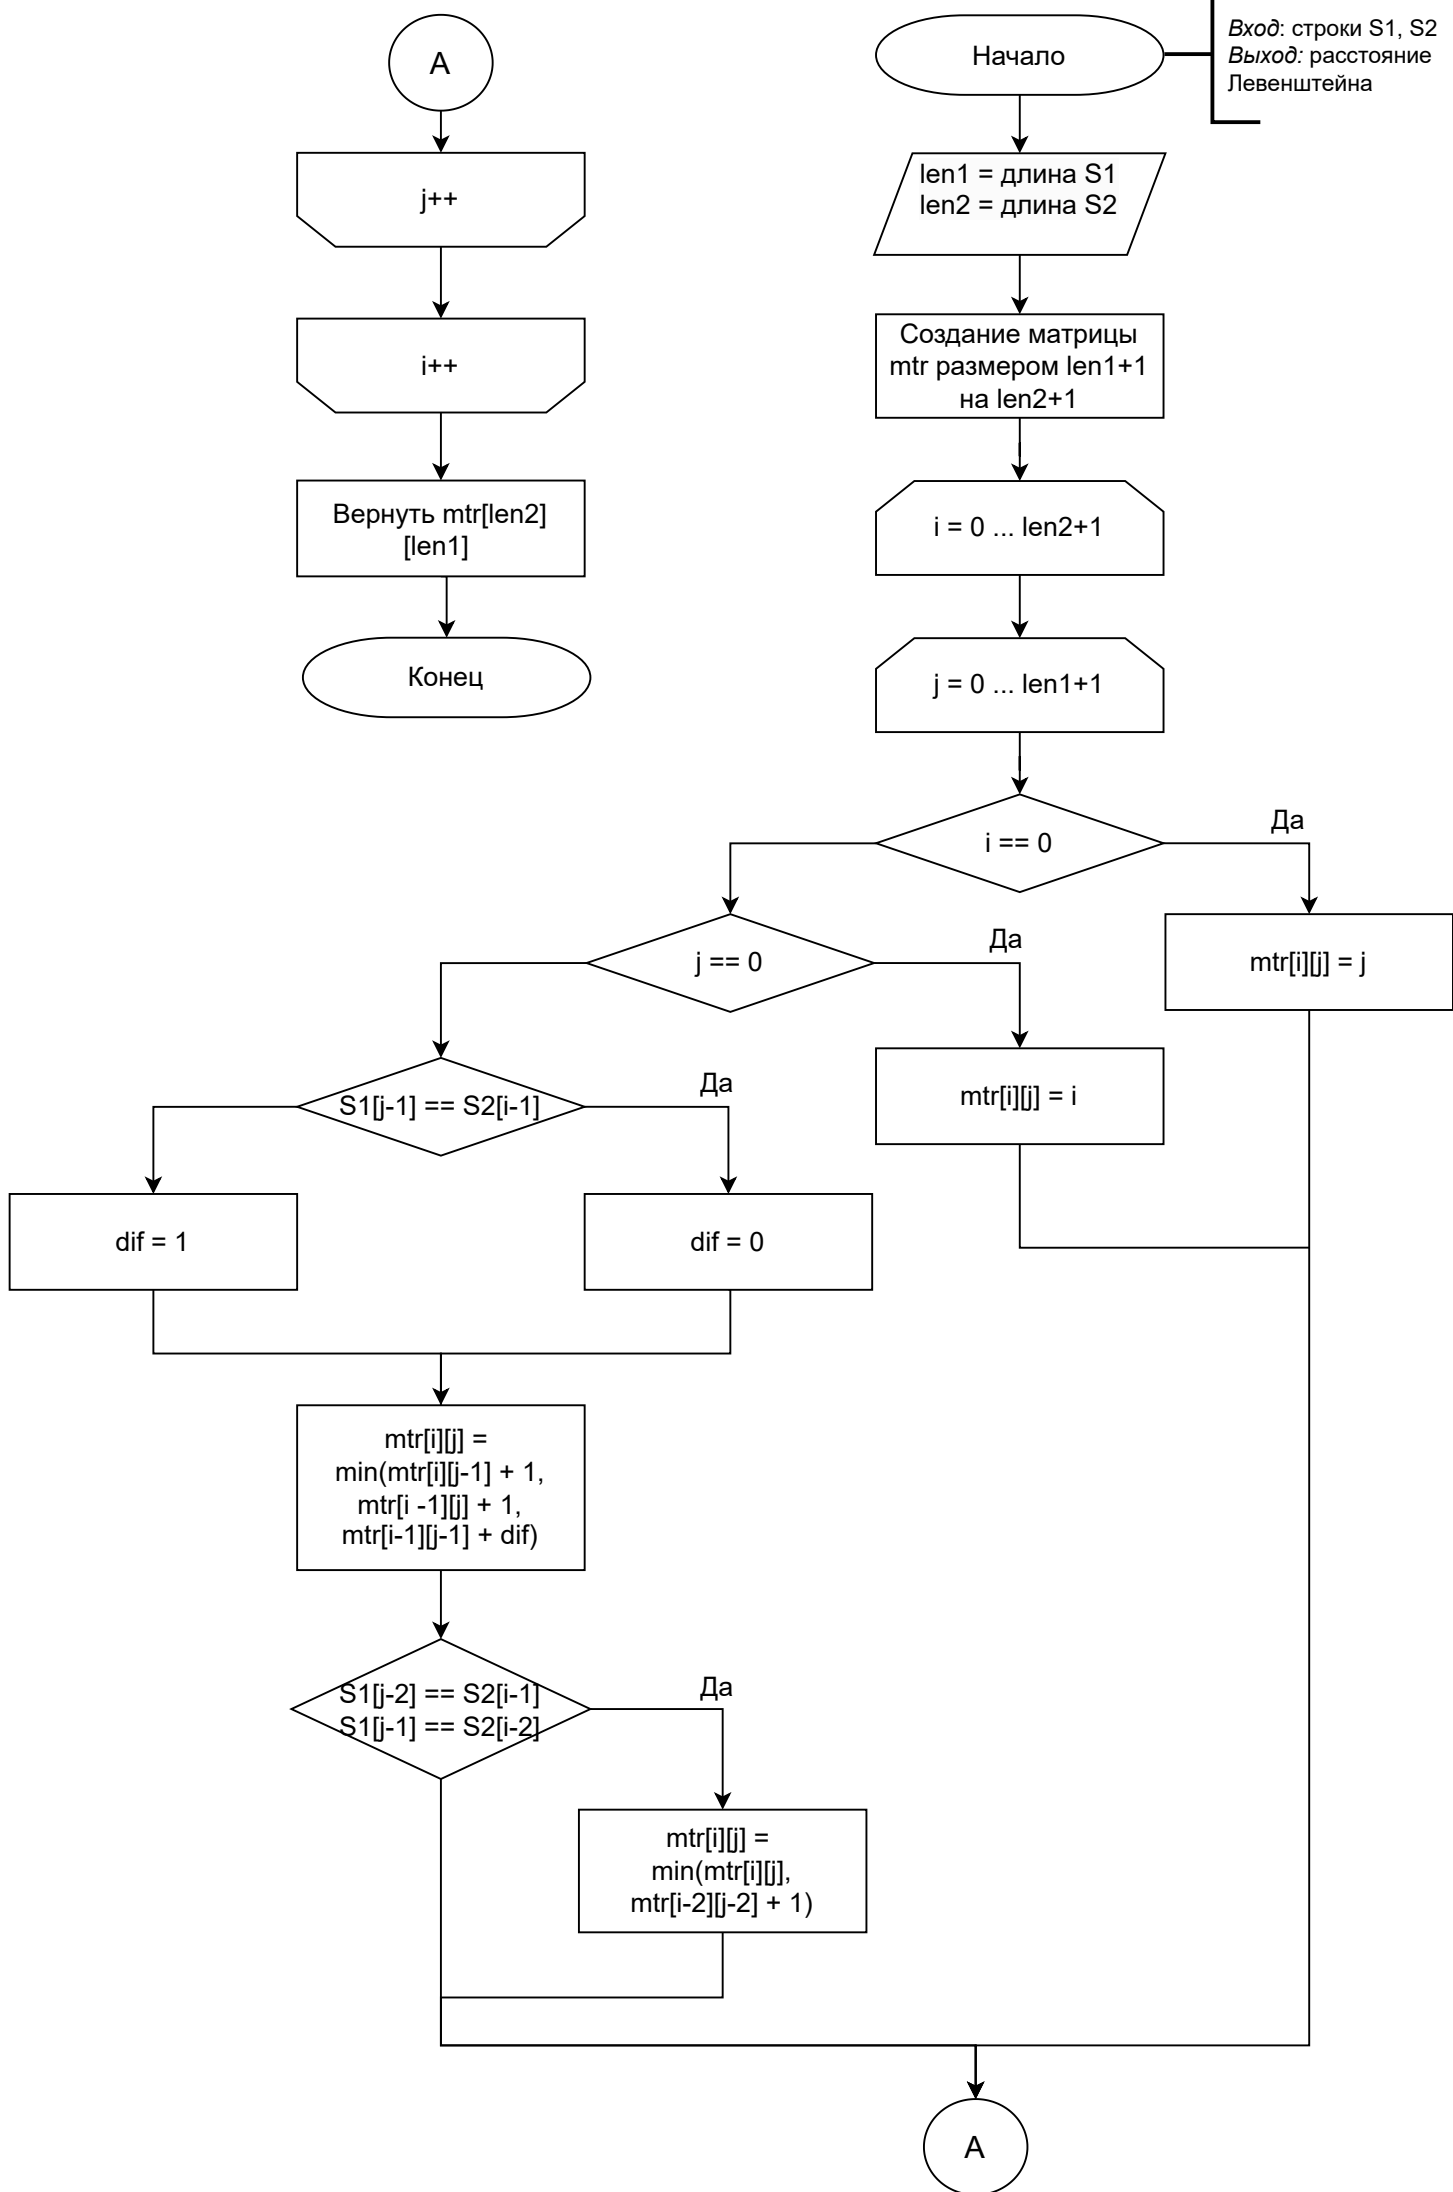 A
j++
i++
Вернуть mtr[len2]
[len1]
Конец
Начало
Вход: строки S1, S2
Выход: расстояние
Левенштейна
len1 = длина S1
len2 = длина S2
Создание матрицы
mtr размером len1+1
на len2+1
i = 0 ... len2+1
j = 0 ... len1+1
i == 0
Да
j == 0
Да
mtr[i][j] = j
S1[j-1] == S2[i-1]
Да
mtr[i][j] = i
dif = 1
dif = 0
mtr[i][j] =
min(mtr[i][j-1] + 1,
mtr[i -1][j] + 1,
mtr[i-1][j-1] + dif)
S1[j-2] == S2[i-1]
S1[j-1] == S2[i-2]
Да
mtr[i][j] =
min(mtr[i][j],
mtr[i-2][j-2] + 1)
A